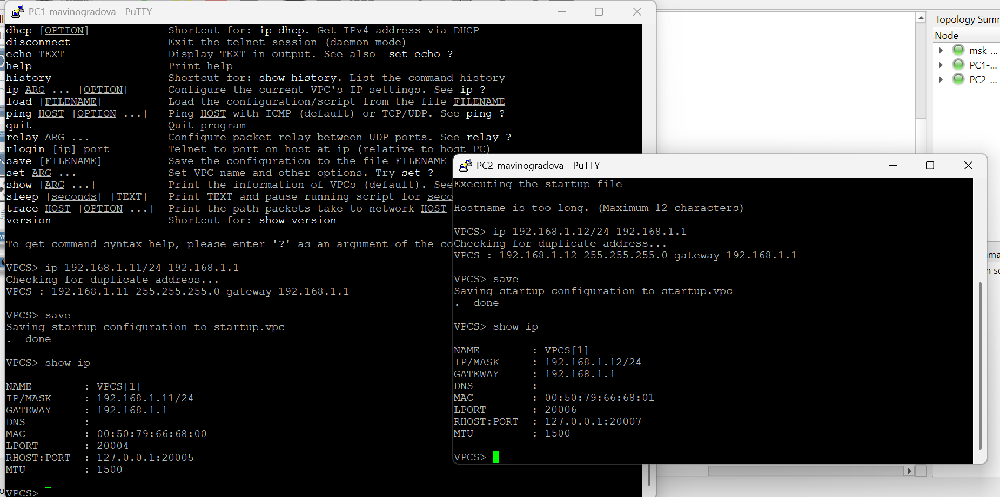 PC1-mavinogradova - PuTTY
dhcp [OPTION]            Shortcut for: ip dhcp. Get IPv4 address via DHCP
disconnect               Exit the telnet session (daemon mode)
echo TEXT                Display TEXT in output. See also  set echo ?
help                     Print help
history                  Shortcut for: show history. List the command history
ip ARG ... [OPTION]      Configure the current VPC's IP settings. See ip ?
load [FILENAME]          Load the configuration/script from the file FILENAME
ping HOST [OPTION ...]   Ping HOST with ICMP (default) or TCP/UDP. See ping ?
quit                     Quit program
relay ARG ...            Configure packet relay between UDP ports. See relay ?
rlogin [ip] port         Telnet to port on host at ip (relative to host PC)
save [FILENAME]          Save the configuration to the file FILENAME
set ARG ...              Set VPC name and other options. Try set ?
show [ARG ...]           Print the information of VPCs (default). See
sleep [seconds] [TEXT]   Print TEXT and pause running script for seco
trace HOST [OPTION ...]  Print the path packets take to network HOST
version                  Shortcut for: show version
To get command syntax help, please enter '?' as an argument of the co
VPCS> ip 192.168.1.11/24 192.168.1.1
Checking for duplicate address...
VPCS : 192.168.1.11 255.255.255.0 gateway 192.168.1.1
VPCS> save
Saving startup configuration to startup.vpc
.  done
VPCS> show ip
NAME        : VPCS[1]
IP/MASK     : 192.168.1.11/24
GATEWAY     : 192.168.1.1
DNS         :
MAC         : 00:50:79:66:68:00
LPORT       : 20004
RHOST:PORT  : 127.0.0.1:20005
MTU         : 1500
VPCS>
PC2-mavinogradova - PuTTY
Executing the startup file
Hostname is too long. (Maximum 12 characters)
VPCS> ip 192.168.1.12/24 192.168.1.1
Checking for duplicate address...
VPCS : 192.168.1.12 255.255.255.0 gateway 192.168.1.1
VPCS> save
Saving startup configuration to startup.vpc
.  done
VPCS> show ip
NAME        : VPCS[1]
IP/MASK     : 192.168.1.12/24
GATEWAY     : 192.168.1.1
DNS         :
MAC         : 00:50:79:66:68:01
LPORT       : 20006
RHOST:PORT  : 127.0.0.1:20007
MTU         : 1500
VPCS>
Topology Summ
Node
msk-...
PC1-...
PC2-...